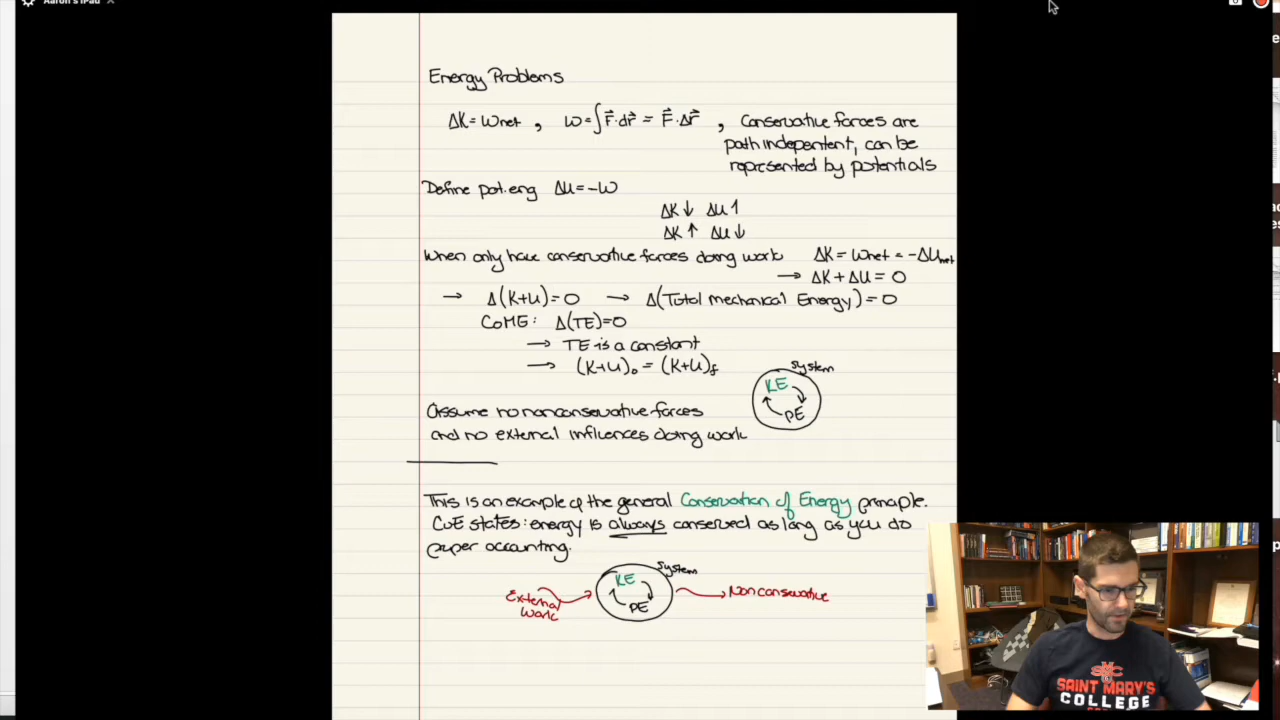 Aaron's iPad
Energy Problems
ΔK = Wnet , W = ∫F⃗·dr⃗ = F⃗·Δr⃗ , Conservative forces are
path indepentent, can be
represented by potentials
Define pot. eng ΔU = -W
ΔK↓ ΔU↑
ΔK↑ ΔU↓
When only have conservative forces doing work ΔK = Wnet = -ΔUnet
→ ΔK + ΔU = 0
→ Δ(K+U) = 0 → Δ(Total mechanical Energy) = 0
CoME: Δ(TE) = 0
→ TE is a constant
→ (K+U)₀ = (K+U)f
system
KE
PE
Assume no nonconservative forces
and no external influences doing work
This is an example of the general Conservation of Energy principle.
CoE states: energy is always conserved as long as you do
paper accounting.
system
KE
PE
External
Work
Nonconservative
SMC
SAINT MARY'S
COLLEGE